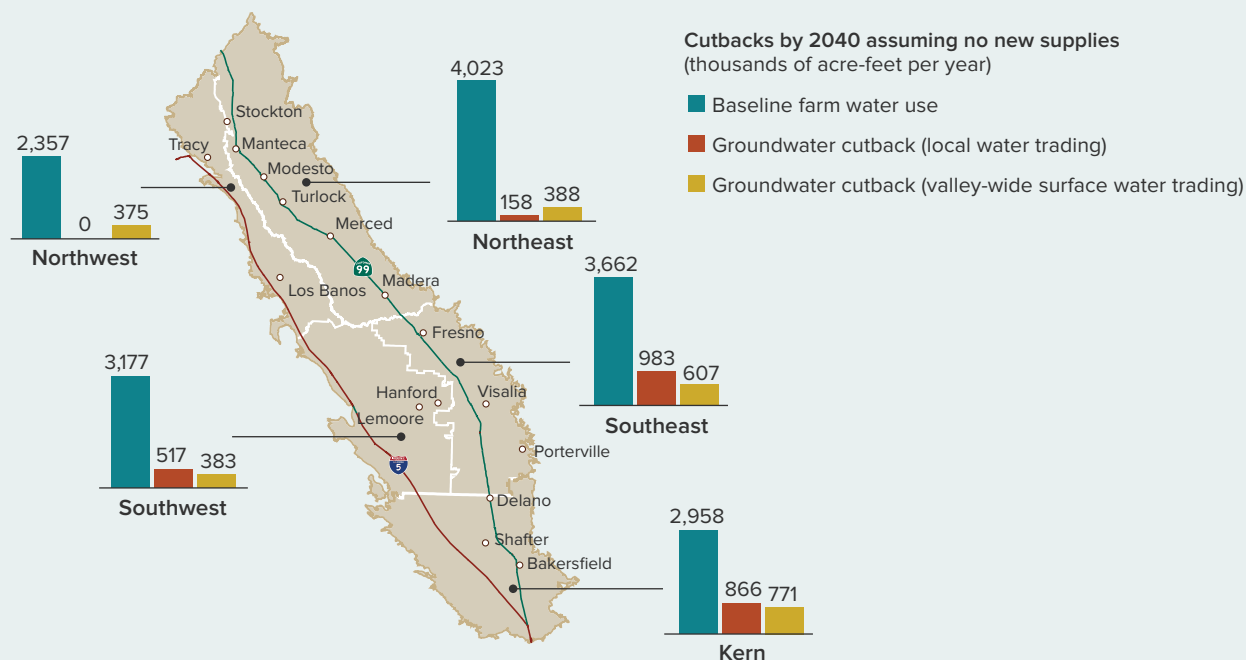 Cutbacks by 2040 assuming no new supplies
(thousands of acre-feet per year)
Baseline farm water use
Groundwater cutback (local water trading)
Groundwater cutback (valley-wide surface water trading)
2,357
0
375
Northwest
4,023
158
388
Northeast
3,662
983
607
Southeast
3,177
517
383
Southwest
2,958
866
771
Kern
Stockton
Tracy
Manteca
Modesto
Turlock
Merced
99
Los Banos
Madera
Fresno
Hanford
Visalia
Lemoore
5
Porterville
Delano
Shafter
Bakersfield